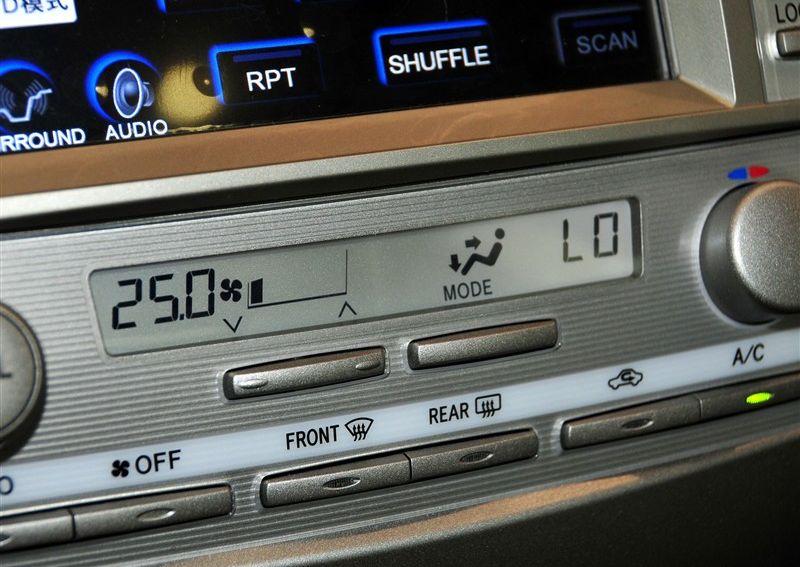 D模式
RPT
SHUFFLE
SCAN
LO
RROUND
AUDIO
25.0
MODE
LO
A/C
FRONT
REAR
OFF
O